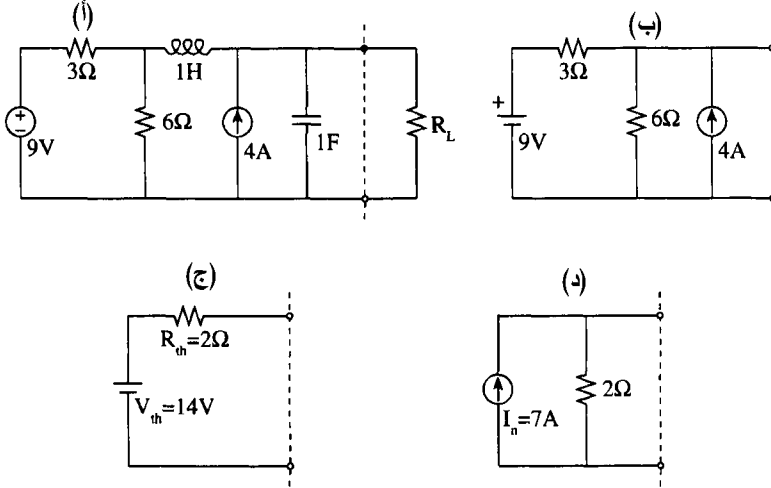 (أ)
3Ω
1H
9V
6Ω
4A
1F
R_L
(ب)
3Ω
9V
6Ω
4A
(ج)
R_th=2Ω
V_th=14V
(د)
I_n=7A
2Ω